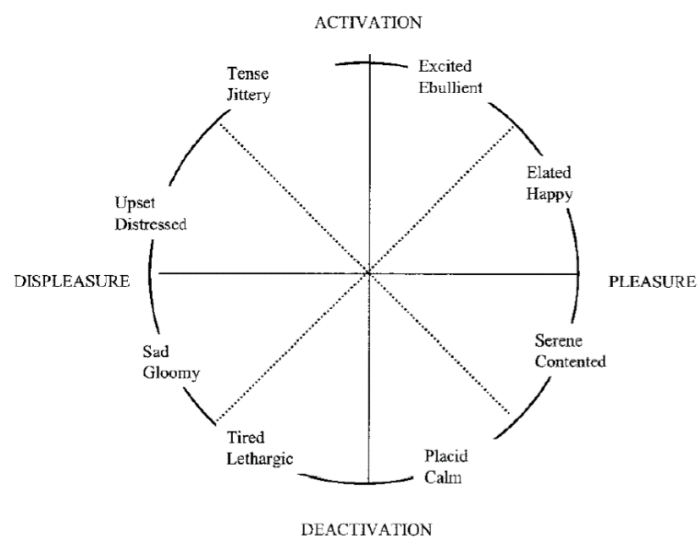 ACTIVATION
Tense
Jittery
Excited
Ebullient
Elated
Happy
Upset
Distressed
DISPLEASURE
PLEASURE
Sad
Gloomy
Serene
Contented
Tired
Lethargic
Placid
Calm
DEACTIVATION